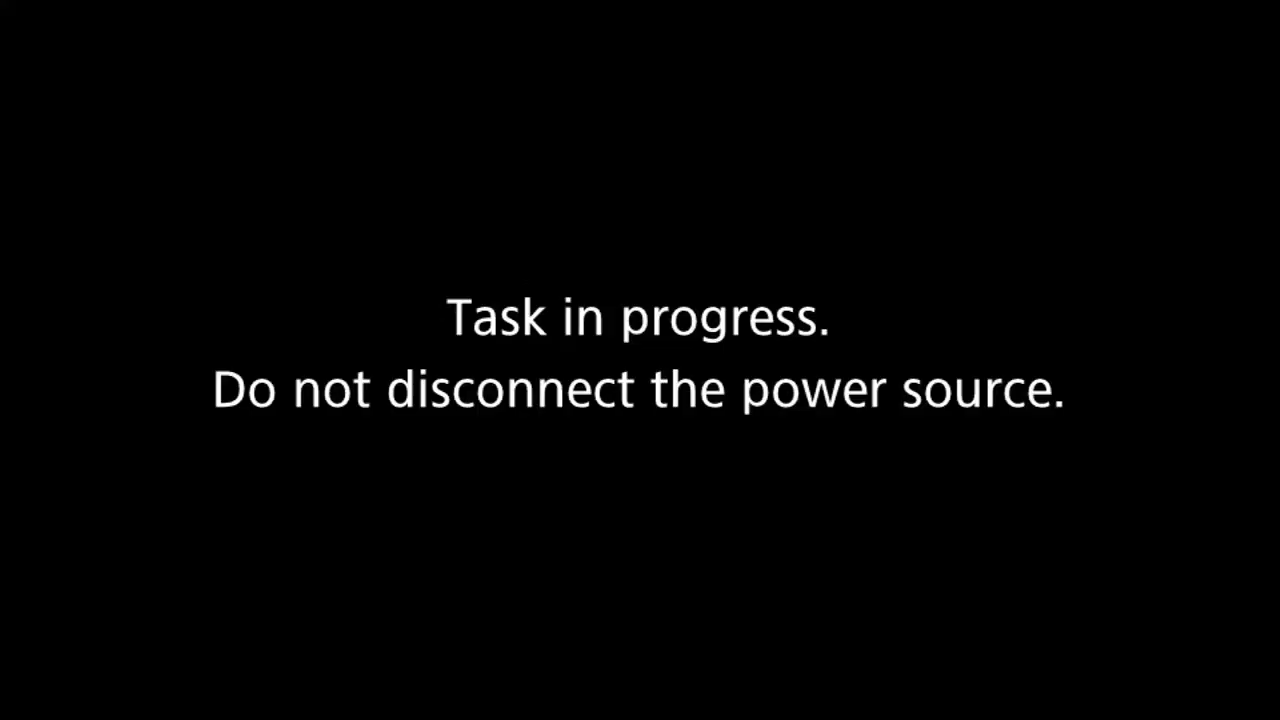 Task in progress.
Do not disconnect the power source.